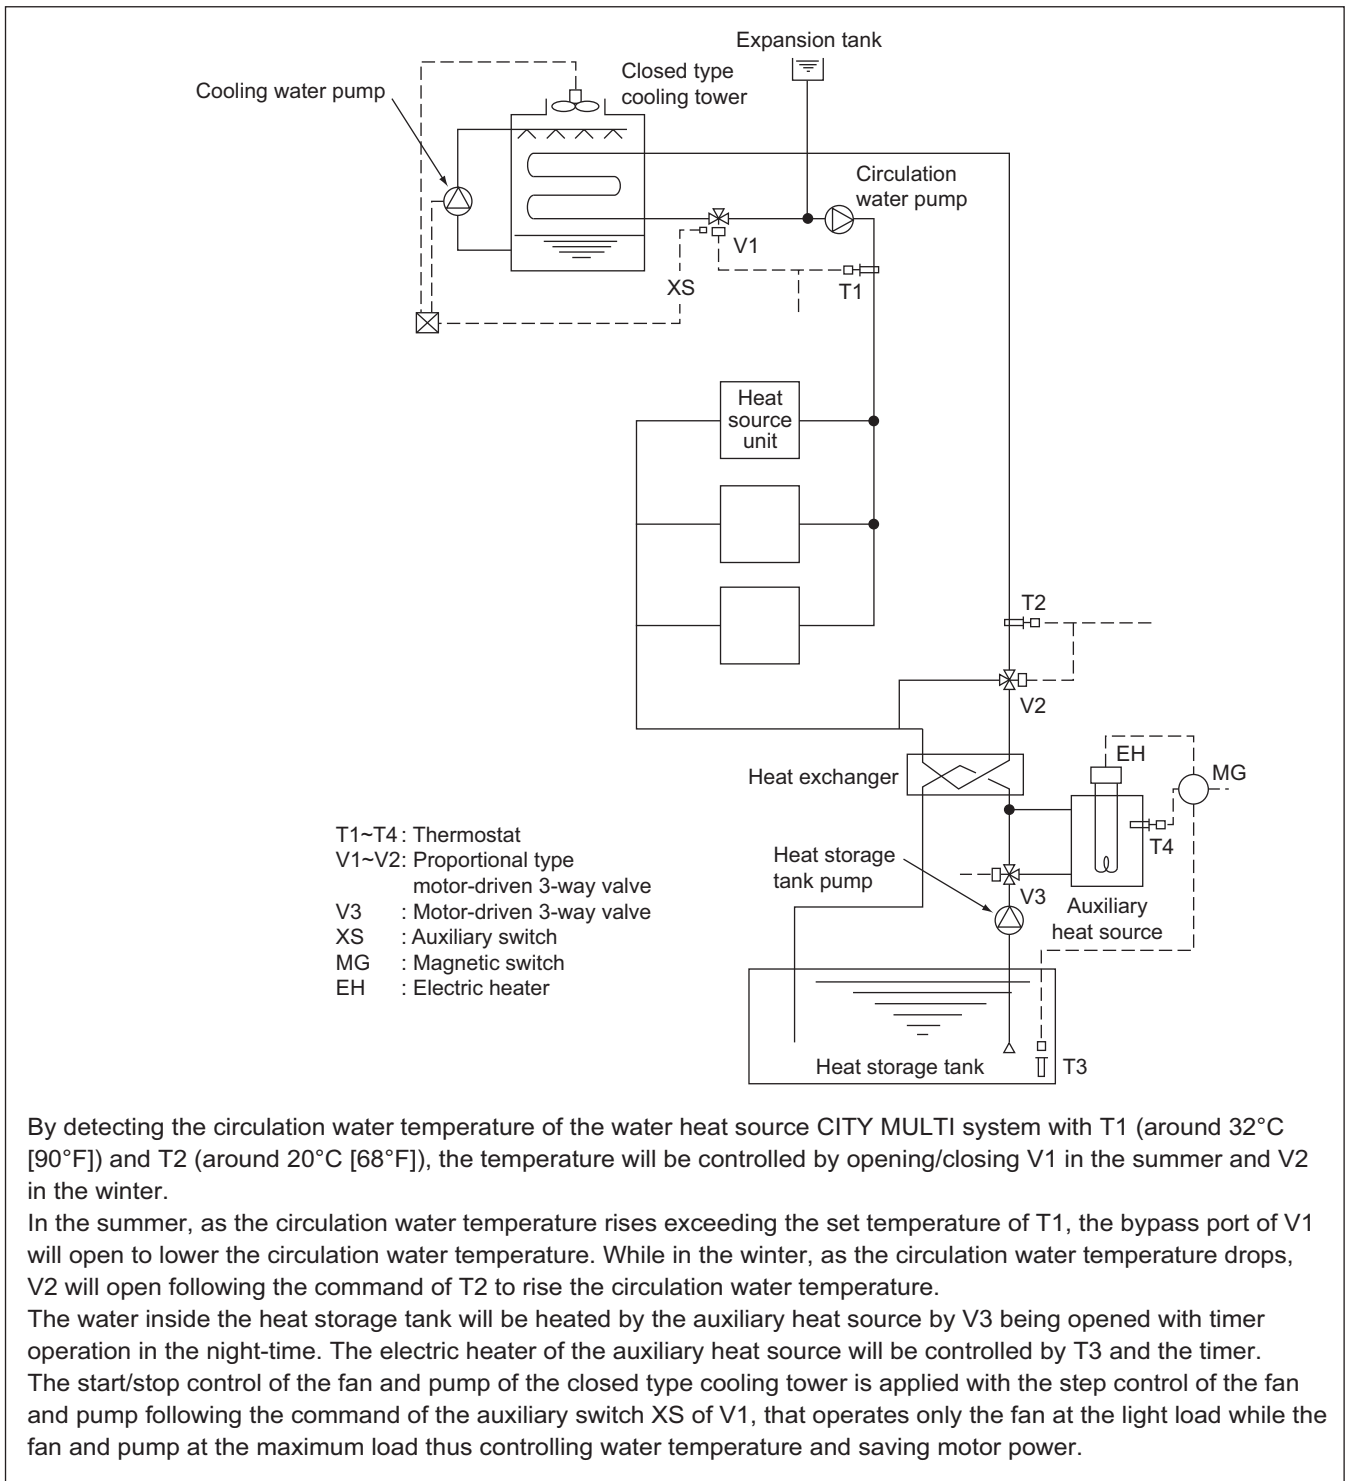 Expansion tank
Closed type
cooling tower
Cooling water pump
Circulation
water pump
V1
XS
T1
Heat
source
unit
T2
V2
EH
MG
Heat exchanger
T4
T1~T4 : Thermostat
V1~V2: Proportional type
motor-driven 3-way valve
V3 : Motor-driven 3-way valve
XS : Auxiliary switch
MG : Magnetic switch
EH : Electric heater
Heat storage
tank pump
V3
Auxiliary
heat source
Heat storage tank
T3
By detecting the circulation water temperature of the water heat source CITY MULTI system with T1 (around 32°C
[90°F]) and T2 (around 20°C [68°F]), the temperature will be controlled by opening/closing V1 in the summer and V2
in the winter.
In the summer, as the circulation water temperature rises exceeding the set temperature of T1, the bypass port of V1
will open to lower the circulation water temperature. While in the winter, as the circulation water temperature drops,
V2 will open following the command of T2 to rise the circulation water temperature.
The water inside the heat storage tank will be heated by the auxiliary heat source by V3 being opened with timer
operation in the night-time. The electric heater of the auxiliary heat source will be controlled by T3 and the timer.
The start/stop control of the fan and pump of the closed type cooling tower is applied with the step control of the fan
and pump following the command of the auxiliary switch XS of V1, that operates only the fan at the light load while the
fan and pump at the maximum load thus controlling water temperature and saving motor power.